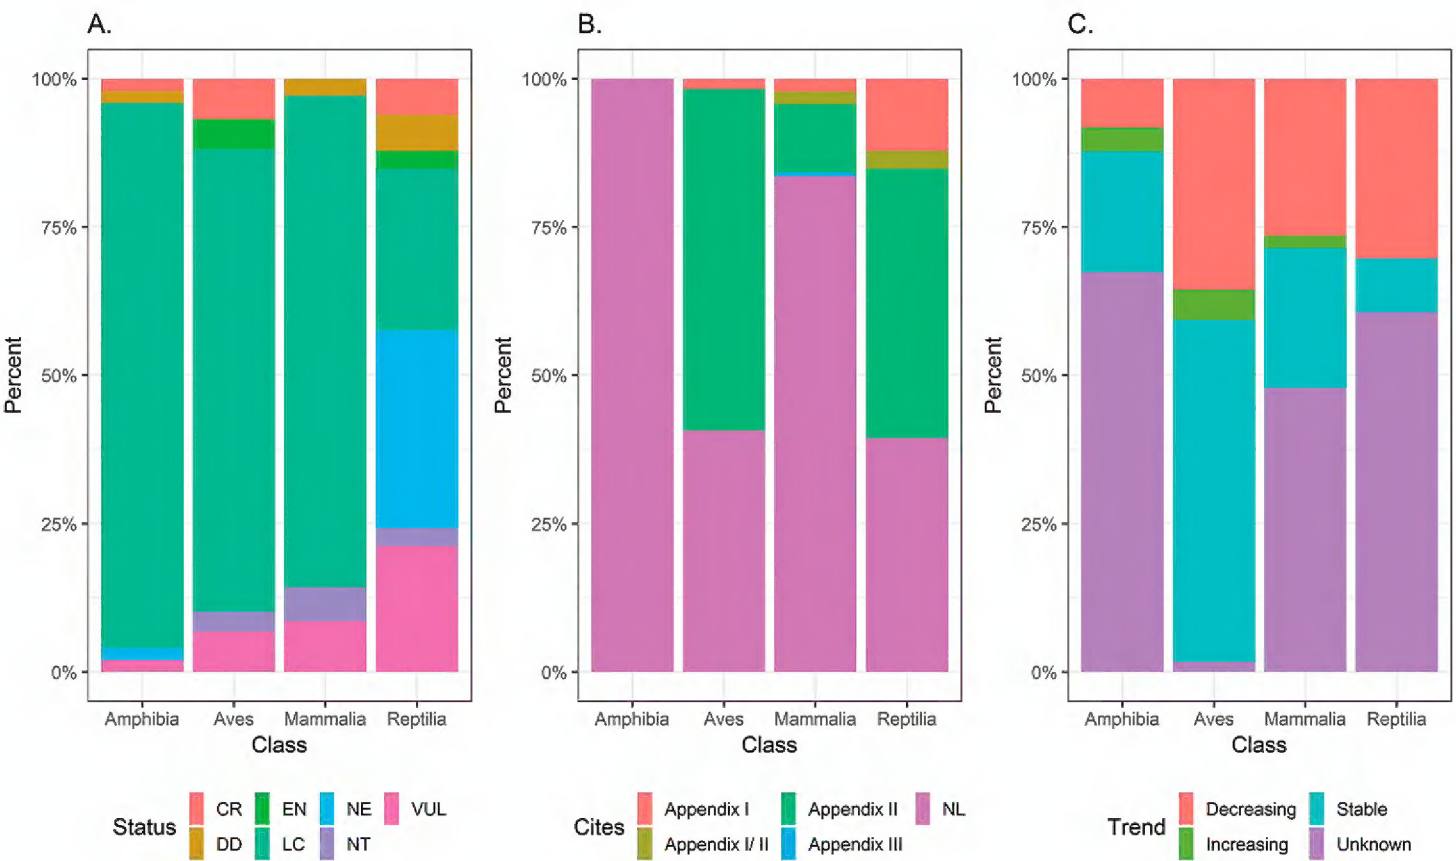 A.
100%
75%
50%
25%
0%
Percent
Amphibia Aves Mammalia Reptilia
Class
Status
CR EN NE VUL
DD LC NT
B.
100%
75%
50%
25%
0%
Percent
Amphibia Aves Mammalia Reptilia
Class
Cites
Appendix I Appendix II NL
Appendix I/ II Appendix III
C.
100%
75%
50%
25%
0%
Percent
Amphibia Aves Mammalia Reptilia
Class
Trend
Decreasing Stable
Increasing Unknown